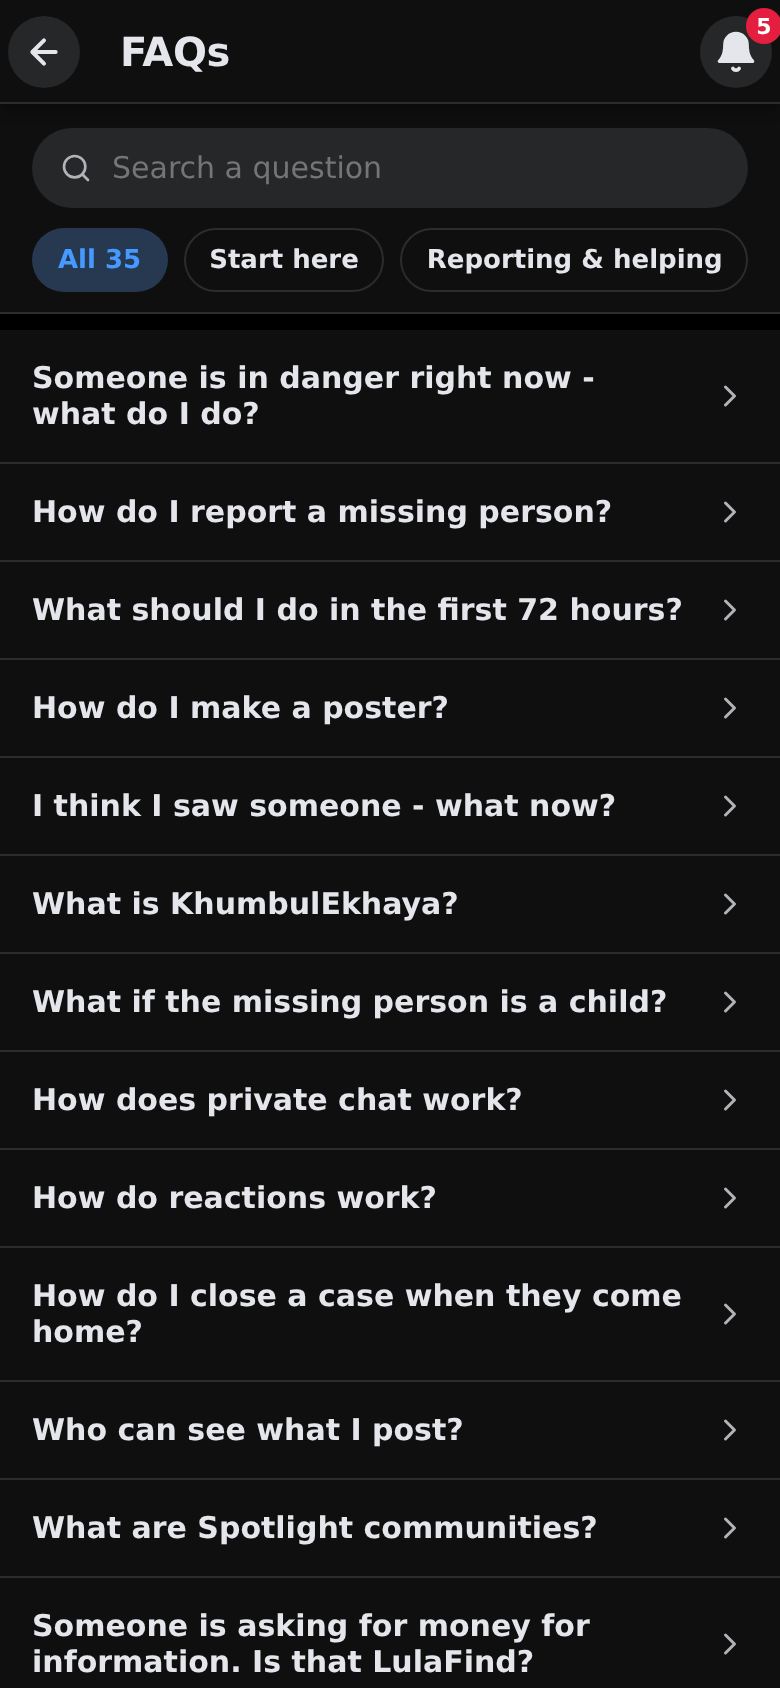 FAQs
5
Search a question
All 35
Start here
Reporting & helping
Someone is in danger right now -
what do I do?
How do I report a missing person?
What should I do in the first 72 hours?
How do I make a poster?
I think I saw someone - what now?
What is KhumbulEkhaya?
What if the missing person is a child?
How does private chat work?
How do reactions work?
How do I close a case when they come
home?
Who can see what I post?
What are Spotlight communities?
Someone is asking for money for
information. Is that LulaFind?